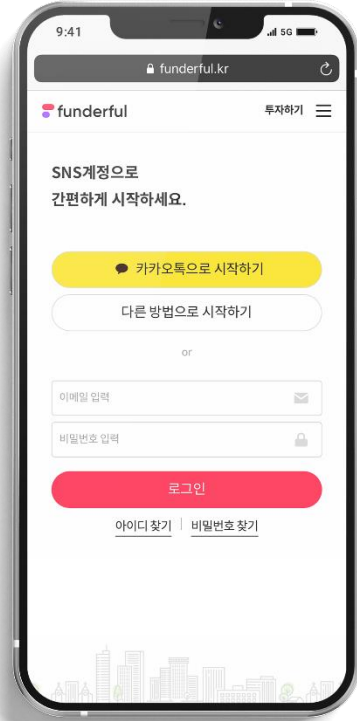 9:41
5G
funderful.kr
funderful
투자하기
SNS계정으로
간편하게 시작하세요.
카카오톡으로 시작하기
다른 방법으로 시작하기
or
이메일 입력
비밀번호 입력
로그인
아이디 찾기
비밀번호 찾기